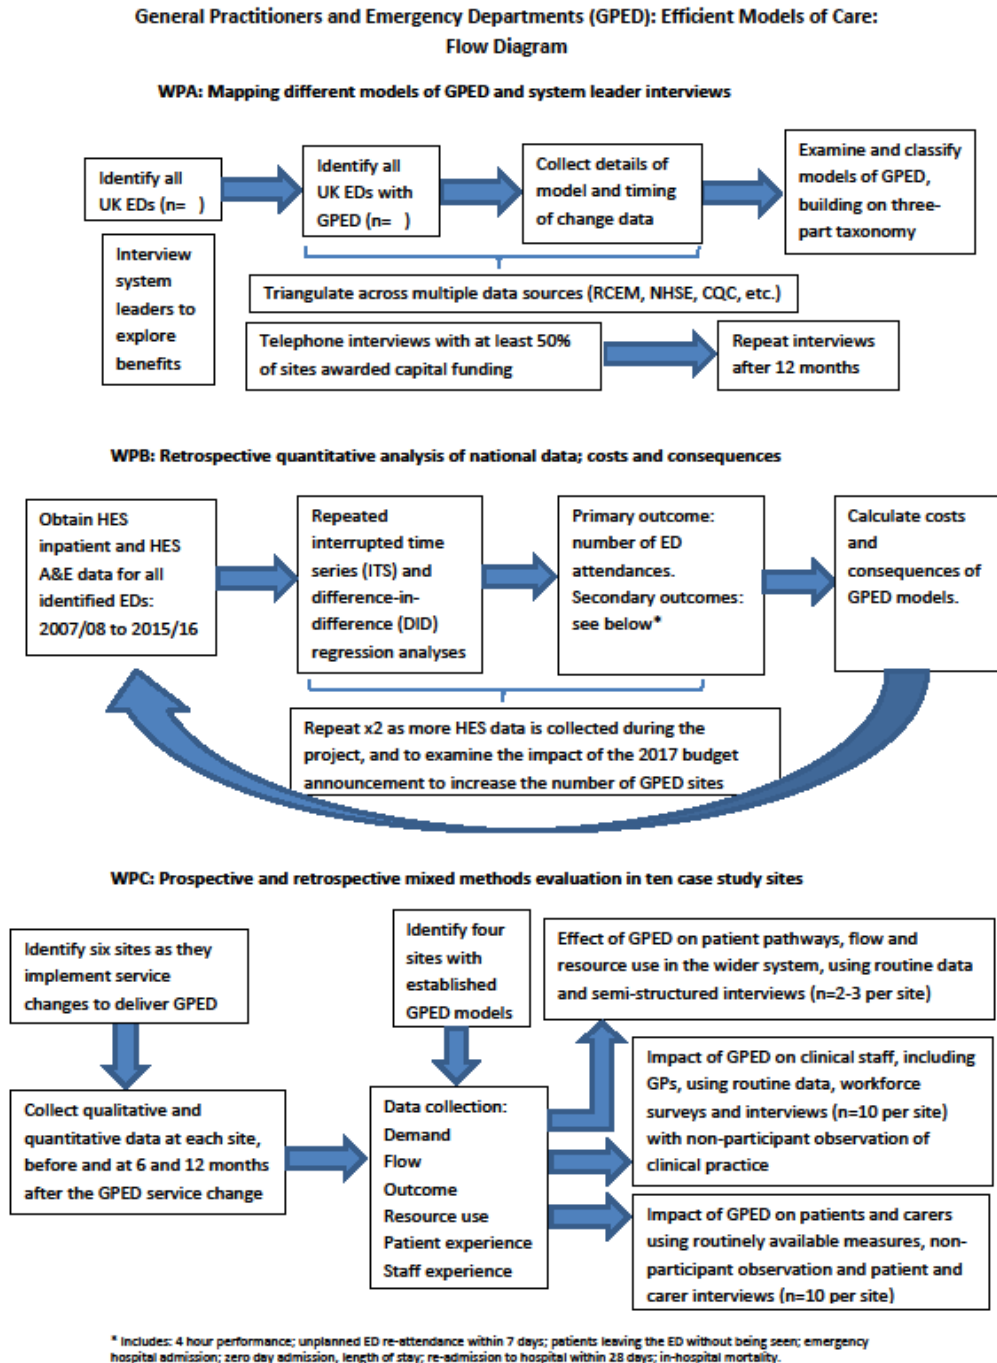 General Practitioners and Emergency Departments (GPED): Efficient Models of Care:
Flow Diagram
WPA: Mapping different models of GPED and system leader interviews
Identify all
UK EDs (n=   )
Identify all
UK EDs with
GPED (n=   )
Collect details of
model and timing
of change data
Examine and classify
models of GPED,
building on three-
part taxonomy
Interview
system
leaders to
explore
benefits
Triangulate across multiple data sources (RCEM, NHSE, CQC, etc.)
Telephone interviews with at least 50%
of sites awarded capital funding
Repeat interviews
after 12 months
WPB: Retrospective quantitative analysis of national data; costs and consequences
Obtain HES
inpatient and HES
A&E data for all
identified EDs:
2007/08 to 2015/16
Repeated
interrupted time
series (ITS) and
difference-in-
difference (DID)
regression analyses
Primary outcome:
number of ED
attendances.
Secondary outcomes:
see below*
Calculate costs
and
consequences of
GPED models.
Repeat x2 as more HES data is collected during the
project, and to examine the impact of the 2017 budget
announcement to increase the number of GPED sites
WPC: Prospective and retrospective mixed methods evaluation in ten case study sites
Identify six sites as they
implement service
changes to deliver GPED
Identify four
sites with
established
GPED models
Effect of GPED on patient pathways, flow and
resource use in the wider system, using routine data
and semi-structured interviews (n=2-3 per site)
Collect qualitative and
quantitative data at each site,
before and at 6 and 12 months
after the GPED service change
Data collection:
Demand
Flow
Outcome
Resource use
Patient experience
Staff experience
Impact of GPED on clinical staff, including
GPs, using routine data, workforce
surveys and interviews (n=10 per site)
with non-participant observation of
clinical practice
Impact of GPED on patients and carers
using routinely available measures, non-
participant observation and patient and
carer interviews (n=10 per site)
* Includes: 4 hour performance; unplanned ED re-attendance within 7 days; patients leaving the ED without being seen; emergency
hospital admission; zero day admission, length of stay; re-admission to hospital within 28 days; in-hospital mortality.